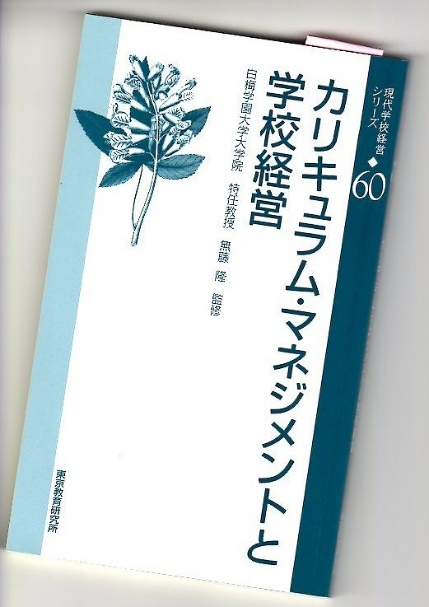 現代学校経営
シリーズ◆60
カリキュラム・マネジメントと
学校経営
白梅学園大学大学院 特任教授 無藤 隆 監修
東京教育研究所